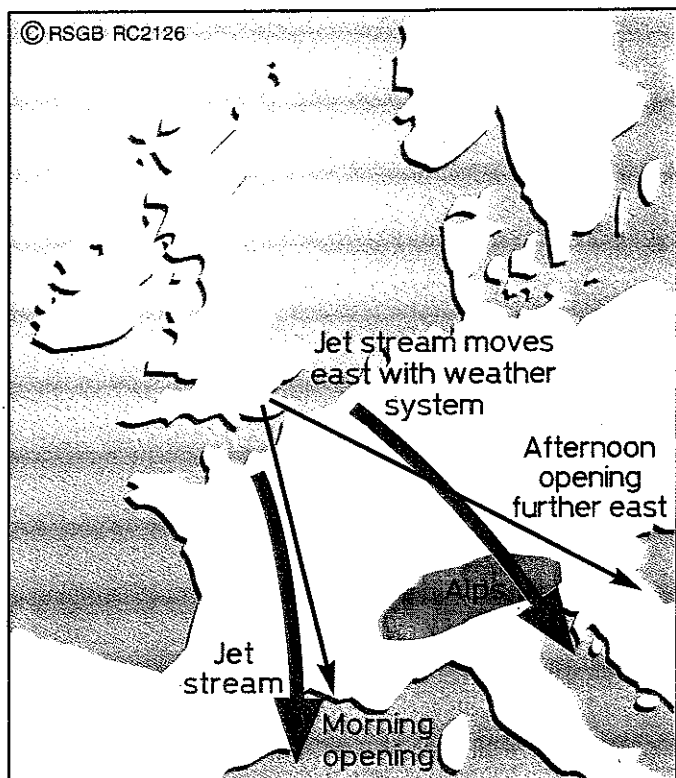 © RSGB RC2126
Jet stream moves
east with weather
system
Afternoon
opening
further east
Alps
Jet
stream
Morning
opening